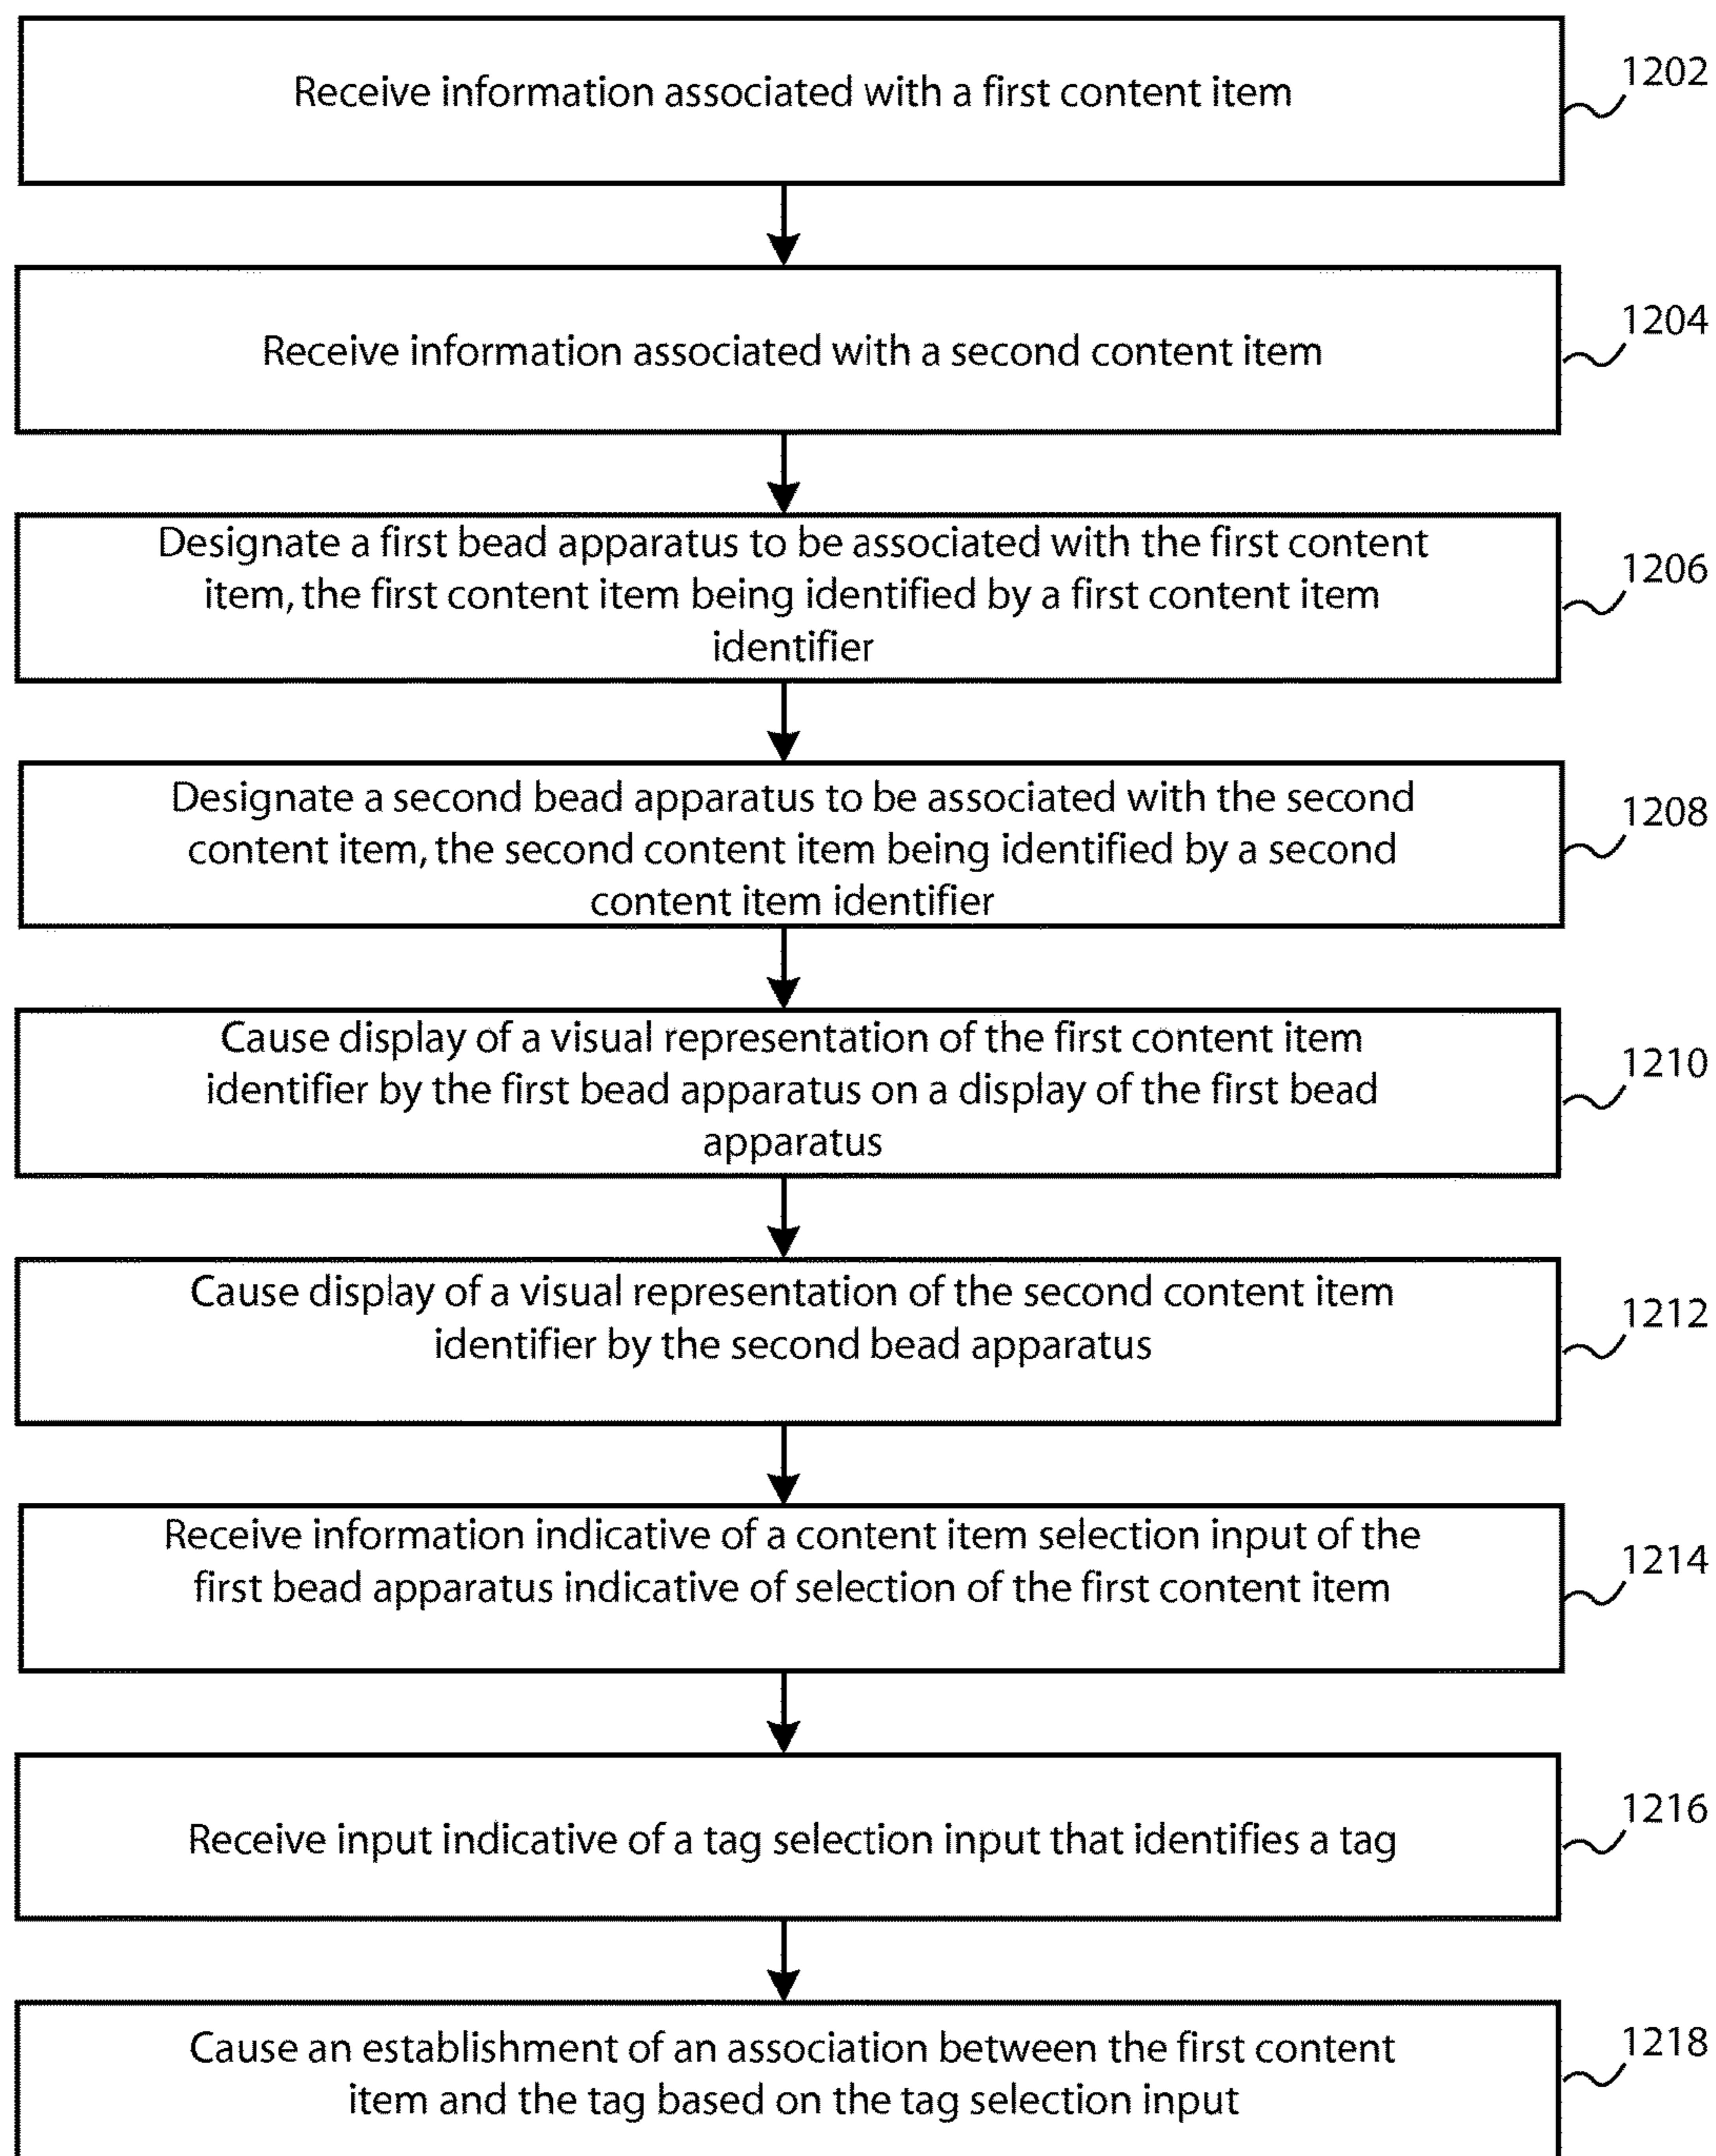 Receive information associated with a first content item
1202
Receive information associated with a second content item
1204
Designate a first bead apparatus to be associated with the first content
item, the first content item being identified by a first content item
identifier
1206
Designate a second bead apparatus to be associated with the second
content item, the second content item being identified by a second
content item identifier
1208
Cause display of a visual representation of the first content item
identifier by the first bead apparatus on a display of the first bead
apparatus
1210
Cause display of a visual representation of the second content item
identifier by the second bead apparatus
1212
Receive information indicative of a content item selection input of the
first bead apparatus indicative of selection of the first content item
1214
Receive input indicative of a tag selection input that identifies a tag
1216
Cause an establishment of an association between the first content
item and the tag based on the tag selection input
1218